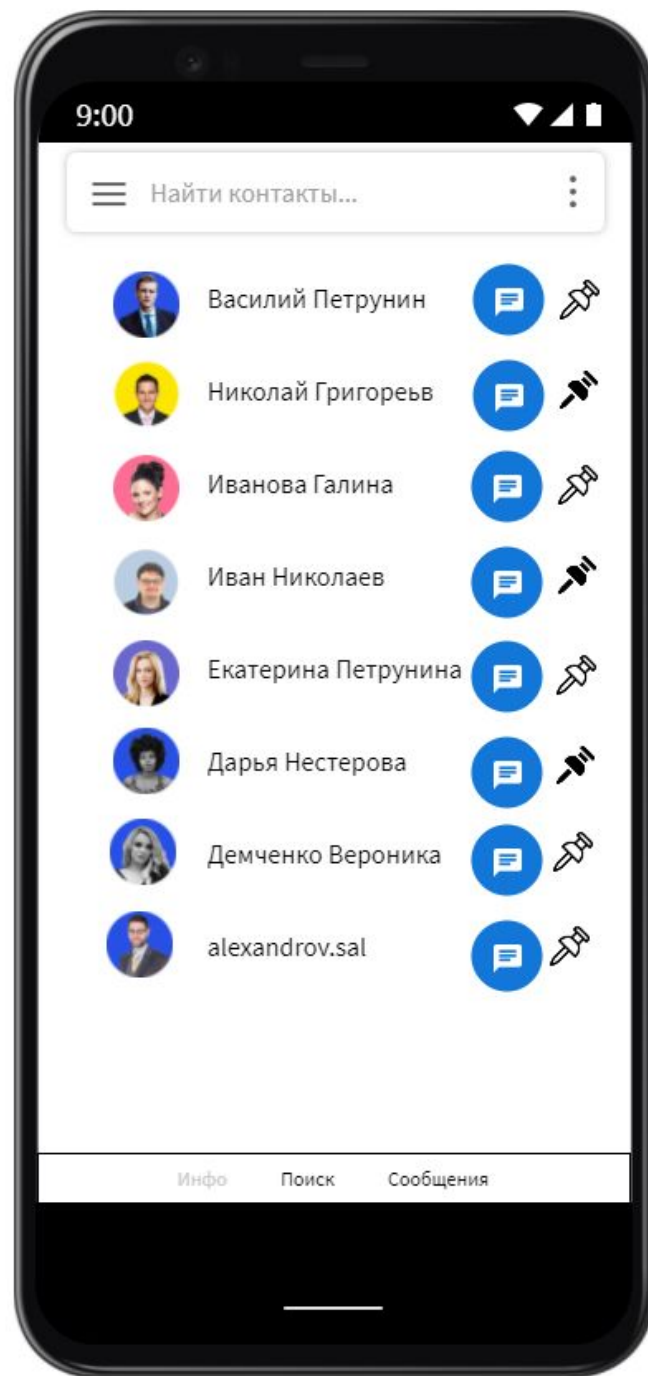 9:00
Найти контакты...
Василий Петрунин
Николай Григореьв
Иванова Галина
Иван Николаев
Екатерина Петрунина
Дарья Нестерова
Демченко Вероника
alexandrov.sal
Инфо Поиск Сообщения